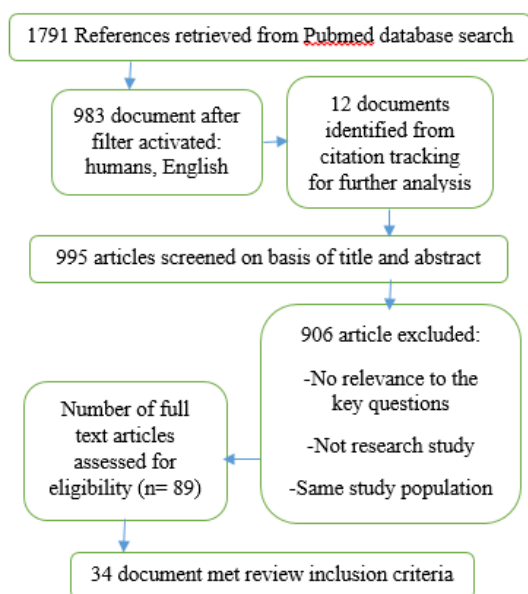 1791 References retrieved from Pubmed database search
983 document after
filter activated:
humans, English
12 documents
identified from
citation tracking
for further analysis
995 articles screened on basis of title and abstract
906 article excluded:
-No relevance to the
key questions
-Not research study
-Same study population
Number of full
text articles
assessed for
eligibility (n= 89)
34 document met review inclusion criteria